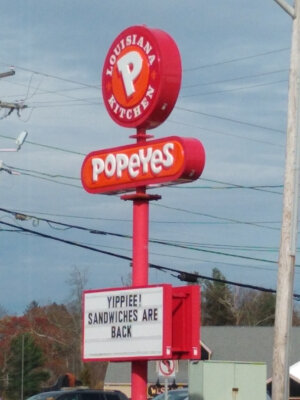 LOUISIANA
P
KITCHEN
POPEYES
YIPPIEE!
SANDWICHES ARE
BACK